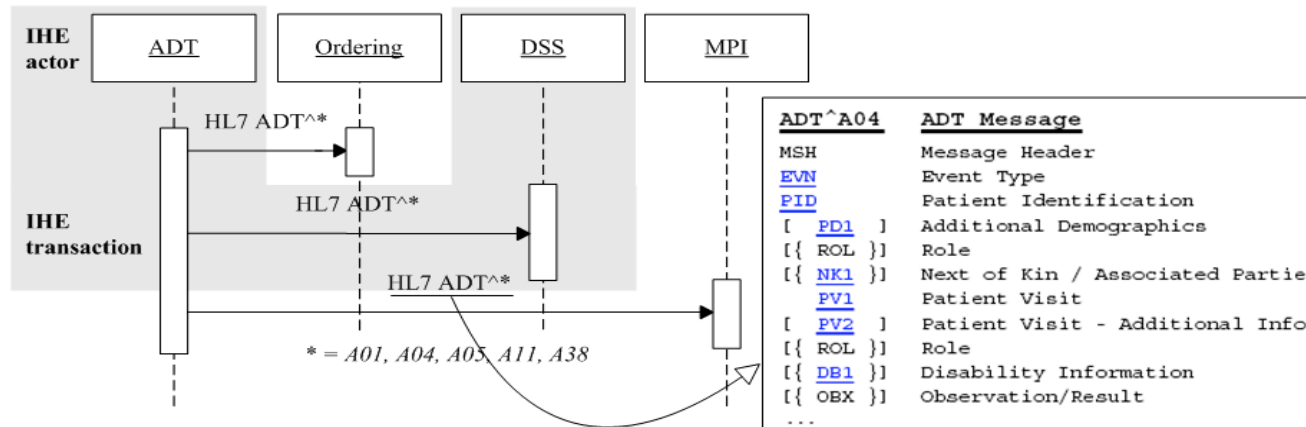 IHE
actor
ADT
Ordering
DSS
MPI
HL7 ADT^*
HL7 ADT^*
IHE
transaction
HL7 ADT^*
* = A01, A04, A05, A11, A38
ADT^A04 ADT Message
MSH Message Header
EVN Event Type
PID Patient Identification
[ PD1 ] Additional Demographics
[{ ROL }] Role
[{ NK1 }] Next of Kin / Associated Partie
PV1 Patient Visit
[ PV2 ] Patient Visit - Additional Info
[{ ROL }] Role
[{ DB1 }] Disability Information
[{ OBX }] Observation/Result
...